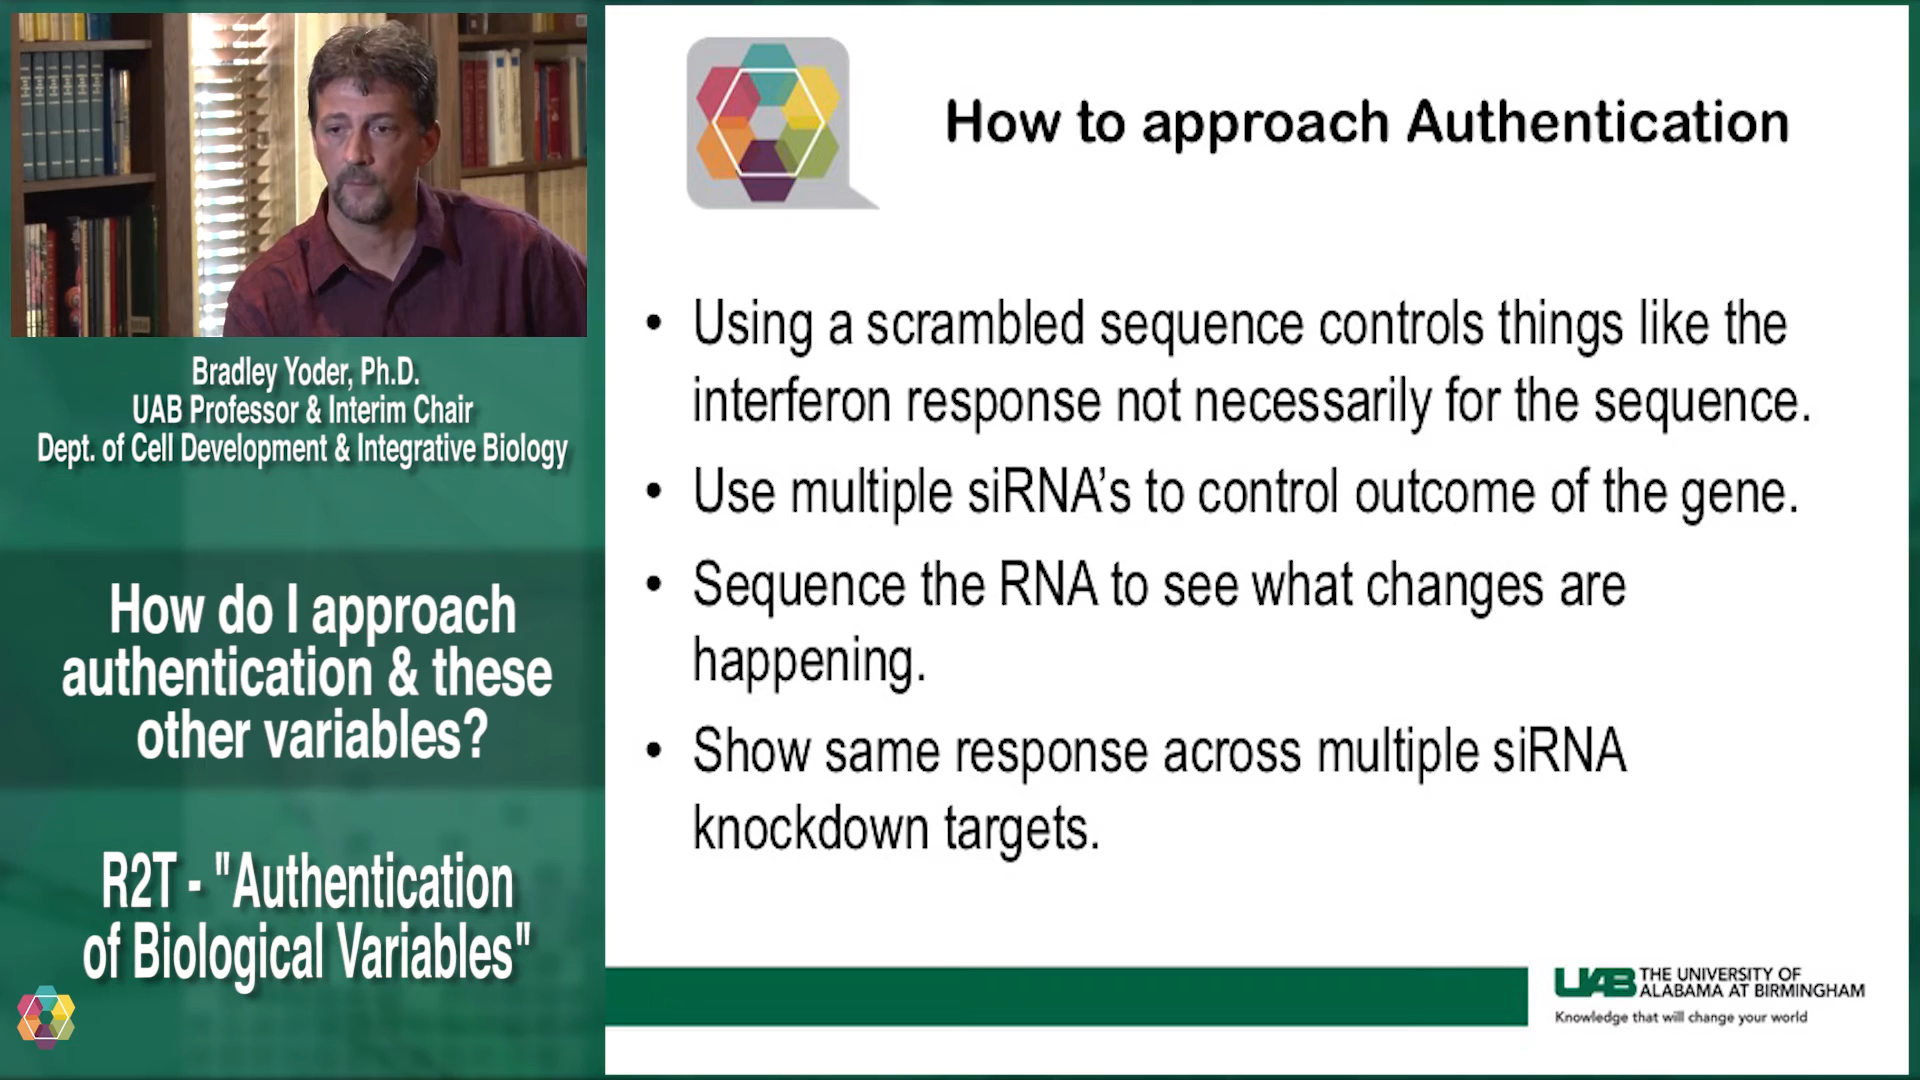 Bradley Yoder, Ph.D.
UAB Professor & Interim Chair
Dept. of Cell Development & Integrative Biology
How do I approach
authentication & these
other variables?
R2T - "Authentication
of Biological Variables"
How to approach Authentication
• Using a scrambled sequence controls things like the
interferon response not necessarily for the sequence.
• Use multiple siRNA’s to control outcome of the gene.
• Sequence the RNA to see what changes are
happening.
• Show same response across multiple siRNA
knockdown targets.
UAB THE UNIVERSITY OF
ALABAMA AT BIRMINGHAM
Knowledge that will change your world